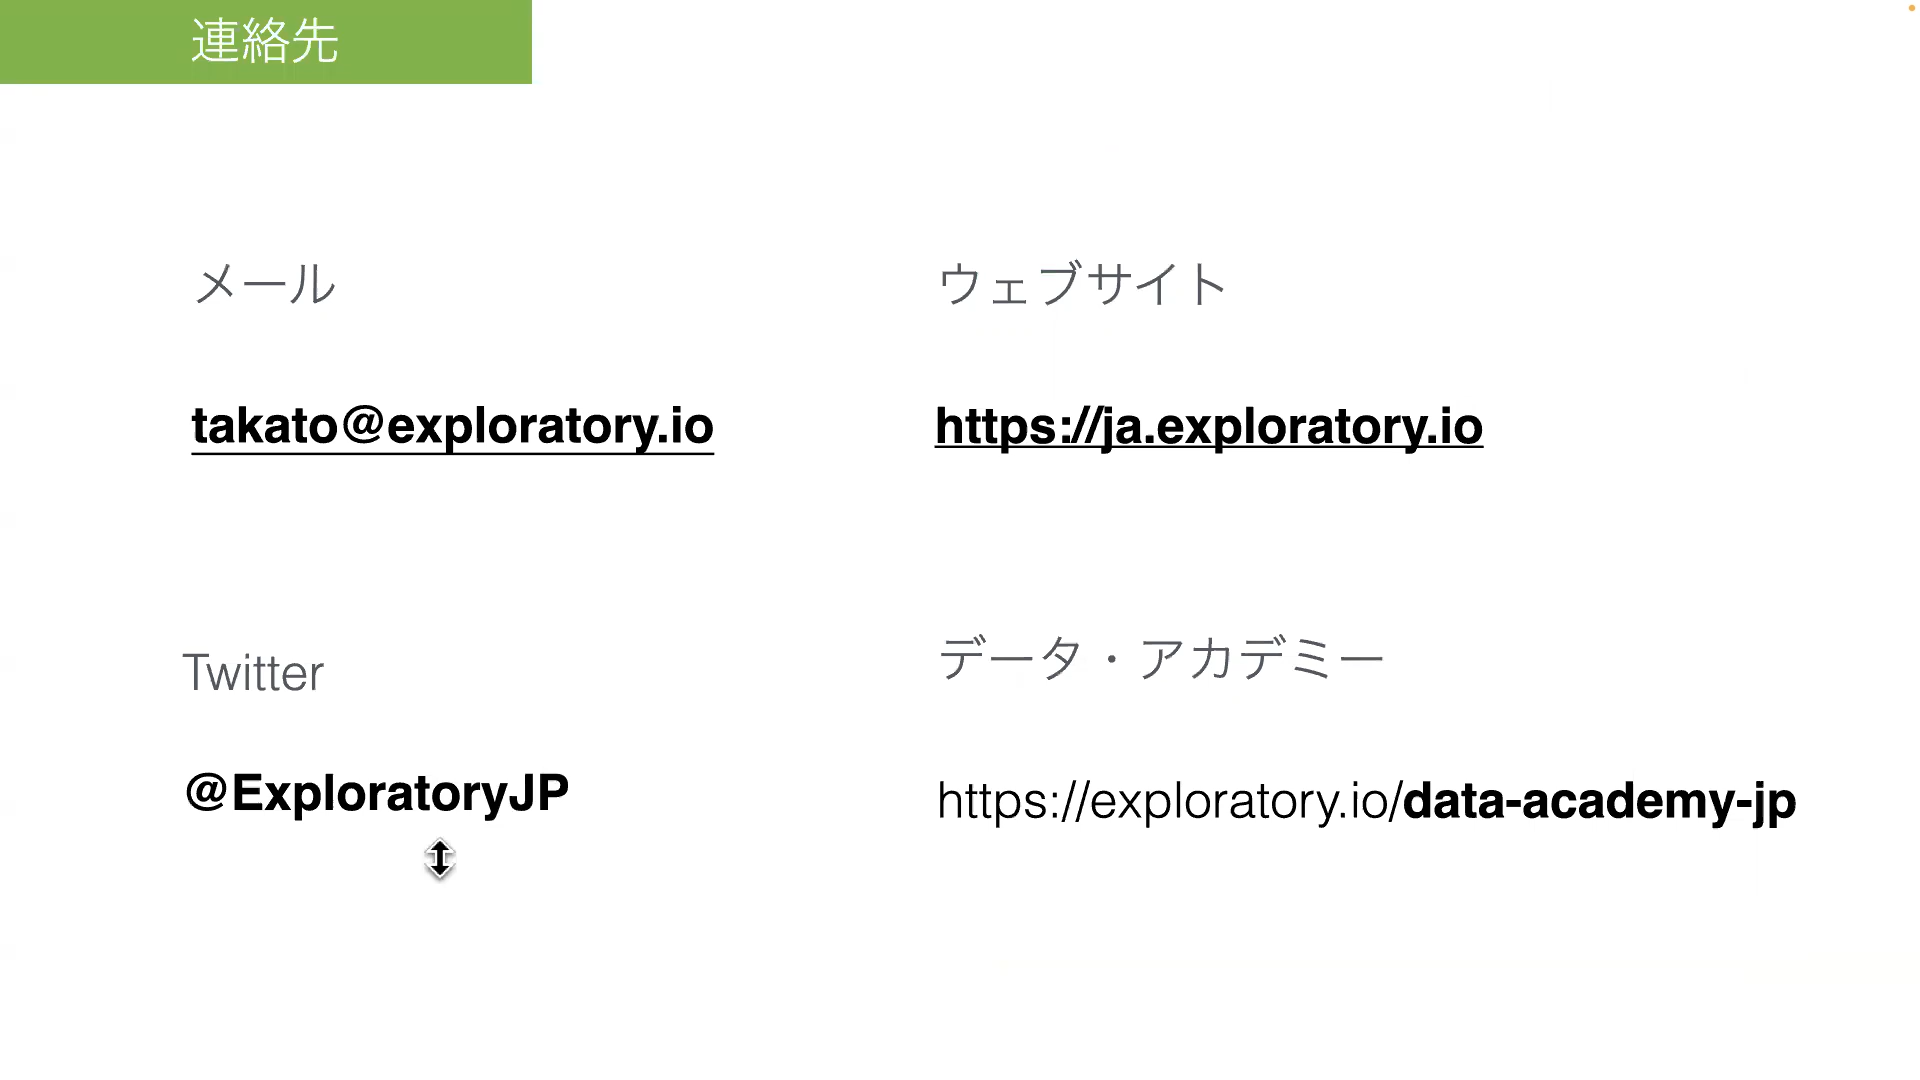 連絡先
メール
takato@exploratory.io
ウェブサイト
https://ja.exploratory.io
Twitter
@ExploratoryJP
データ・アカデミー
https://exploratory.io/data-academy-jp